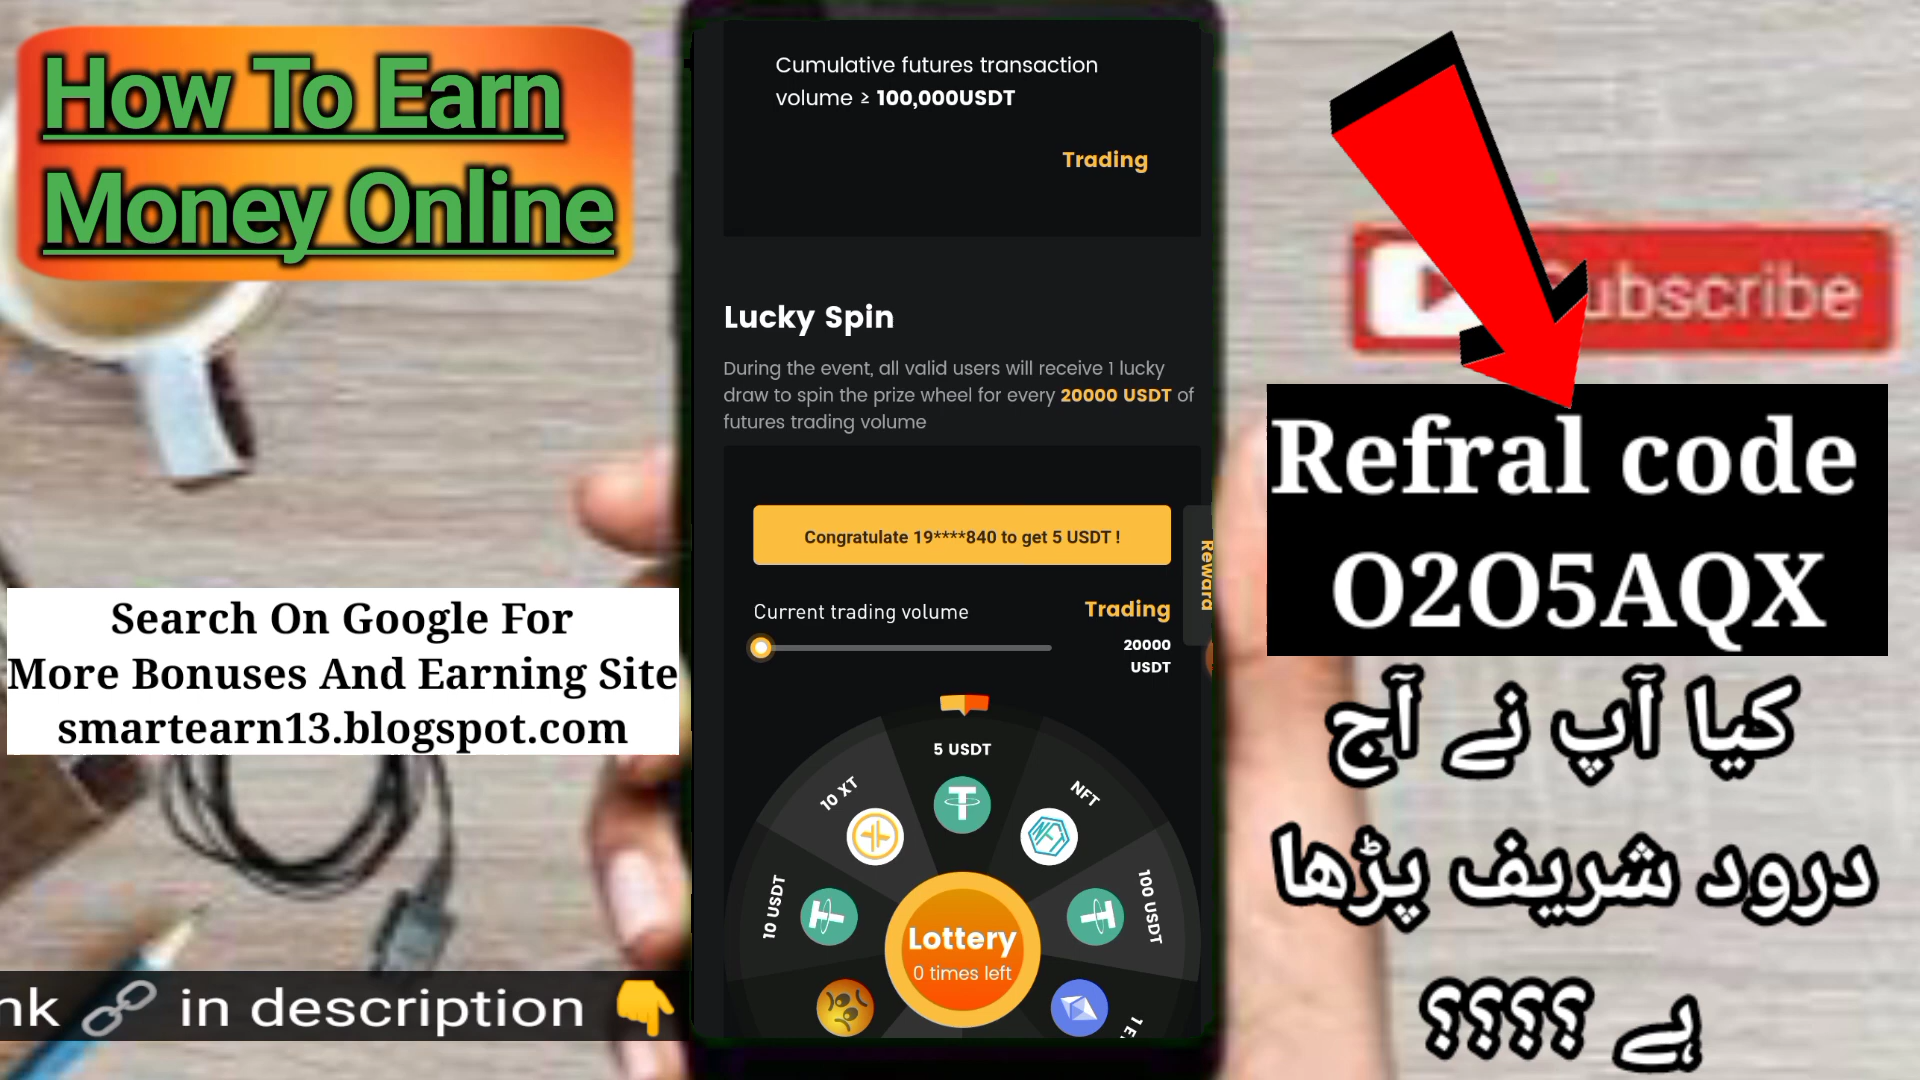 How To Earn
Money Online
Search On Google For
More Bonuses And Earning Site
smartearn13.blogspot.com
nk 🔗 in description 👇
Cumulative futures transaction
volume ≥ 100,000USDT
Trading
Lucky Spin
During the event, all valid users will receive 1 lucky
draw to spin the prize wheel for every 20000 USDT of
futures trading volume
Congratulate 19****840 to get 5 USDT !
Reward
Current trading volume
Trading
20000
USDT
5 USDT
10 XT
NFT
10 USDT
100 USDT
Lottery
0 times left
1 E
Subscribe
Refral code
O2O5AQX
کیا آپ نے آج
درود شریف پڑھا
ہے ؟؟؟؟